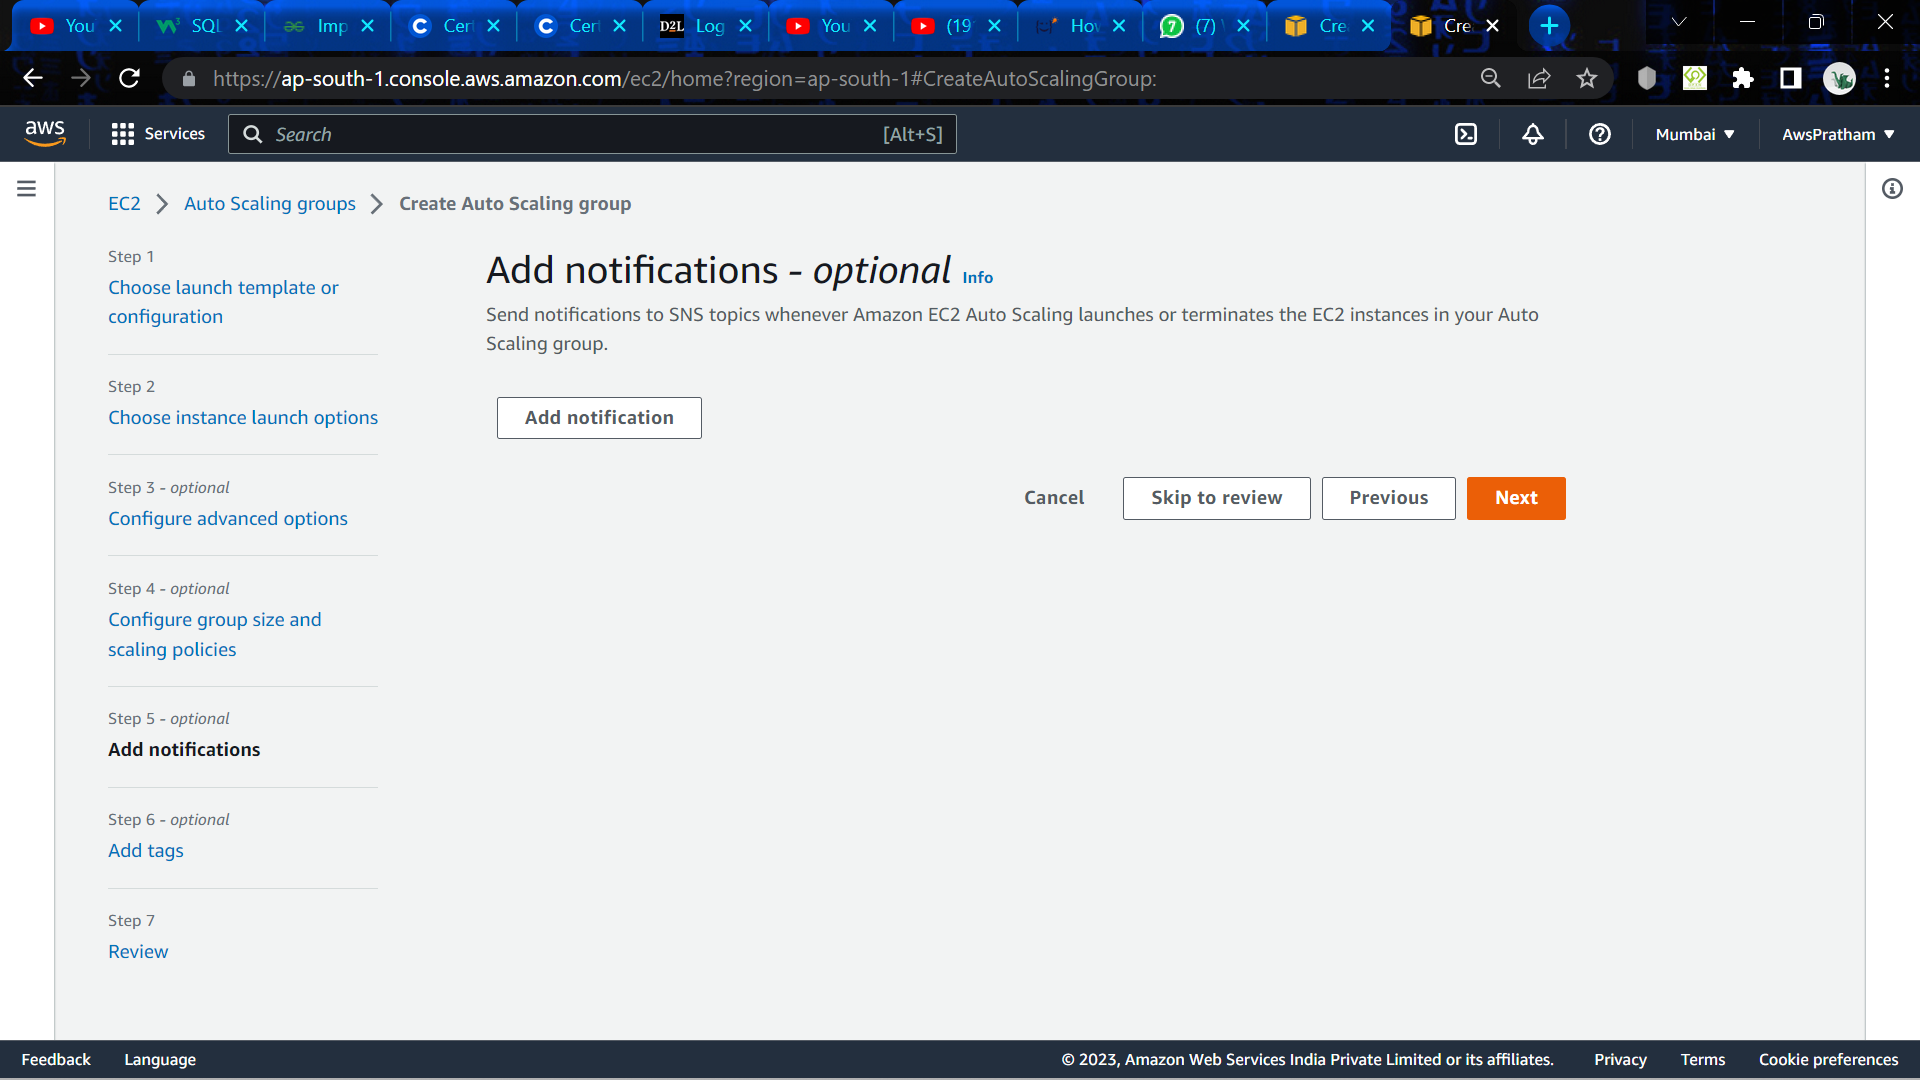 You
SQL
Imp
Cer
Cer
D2L Log
You
(19
How
7 (7)
Cre
Cre
https://ap-south-1.console.aws.amazon.com/ec2/home?region=ap-south-1#CreateAutoScalingGroup:
aws
Services
Search
[Alt+S]
Mumbai
AwsPratham
EC2
Auto Scaling groups
Create Auto Scaling group
Step 1
Choose launch template or
configuration
Step 2
Choose instance launch options
Step 3 - optional
Configure advanced options
Step 4 - optional
Configure group size and
scaling policies
Step 5 - optional
Add notifications
Step 6 - optional
Add tags
Step 7
Review
Add notifications - optional Info
Send notifications to SNS topics whenever Amazon EC2 Auto Scaling launches or terminates the EC2 instances in your Auto
Scaling group.
Add notification
Cancel
Skip to review
Previous
Next
Feedback
Language
© 2023, Amazon Web Services India Private Limited or its affiliates.
Privacy
Terms
Cookie preferences